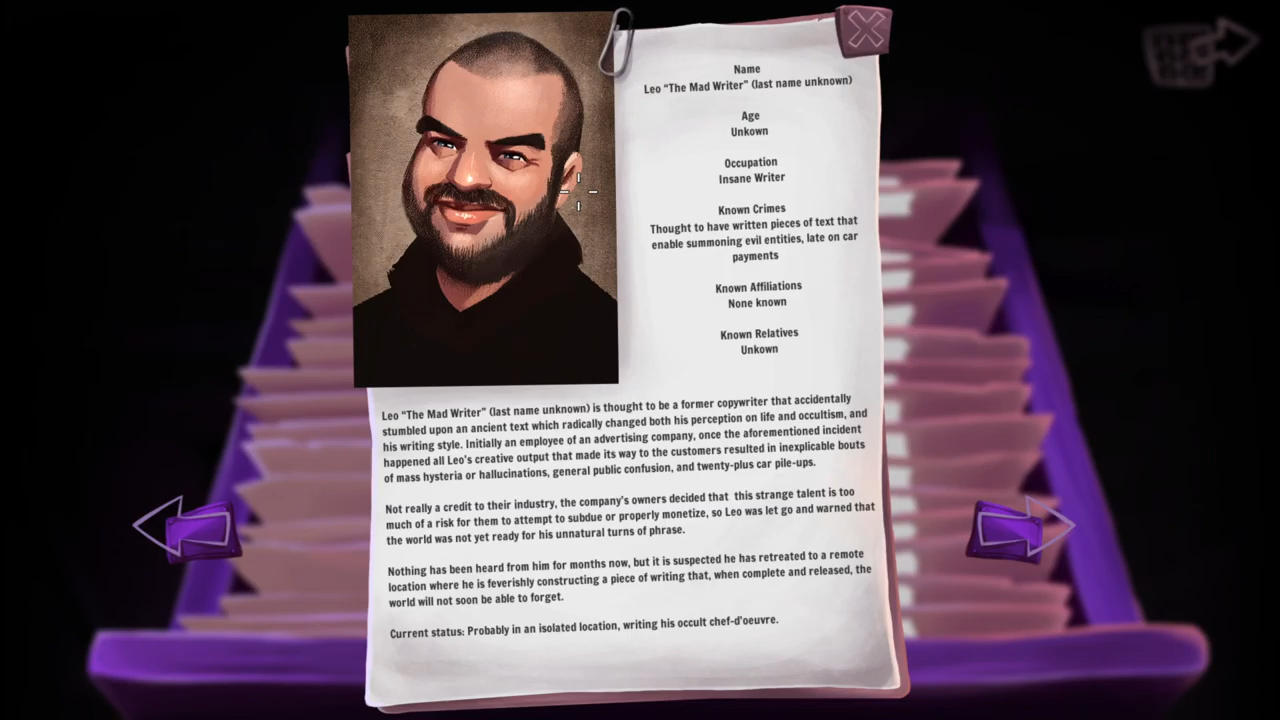 Name
Leo “The Mad Writer” (last name unknown)
Age
Unkown
Occupation
Insane Writer
Known Crimes
Thought to have written pieces of text that
enable summoning evil entities, late on car
payments
Known Affiliations
None known
Known Relatives
Unkown
Leo “The Mad Writer” (last name unknown) is thought to be a former copywriter that accidentally
stumbled upon an ancient text which radically changed both his perception on life and occultism, and
his writing style. Initially an employee of an advertising company, once the aforementioned incident
happened all Leo's creative output that made its way to the customers resulted in inexplicable bouts
of mass hysteria or hallucinations, general public confusion, and twenty-plus car pile-ups.
Not really a credit to their industry, the company's owners decided that this strange talent is too
much of a risk for them to attempt to subdue or properly monetize, so Leo was let go and warned that
the world was not yet ready for his unnatural turns of phrase.
Nothing has been heard from him for months now, but it is suspected he has retreated to a remote
location where he is feverishly constructing a piece of writing that, when complete and released, the
world will not soon be able to forget.
Current status: Probably in an isolated location, writing his occult chef-d'oeuvre.